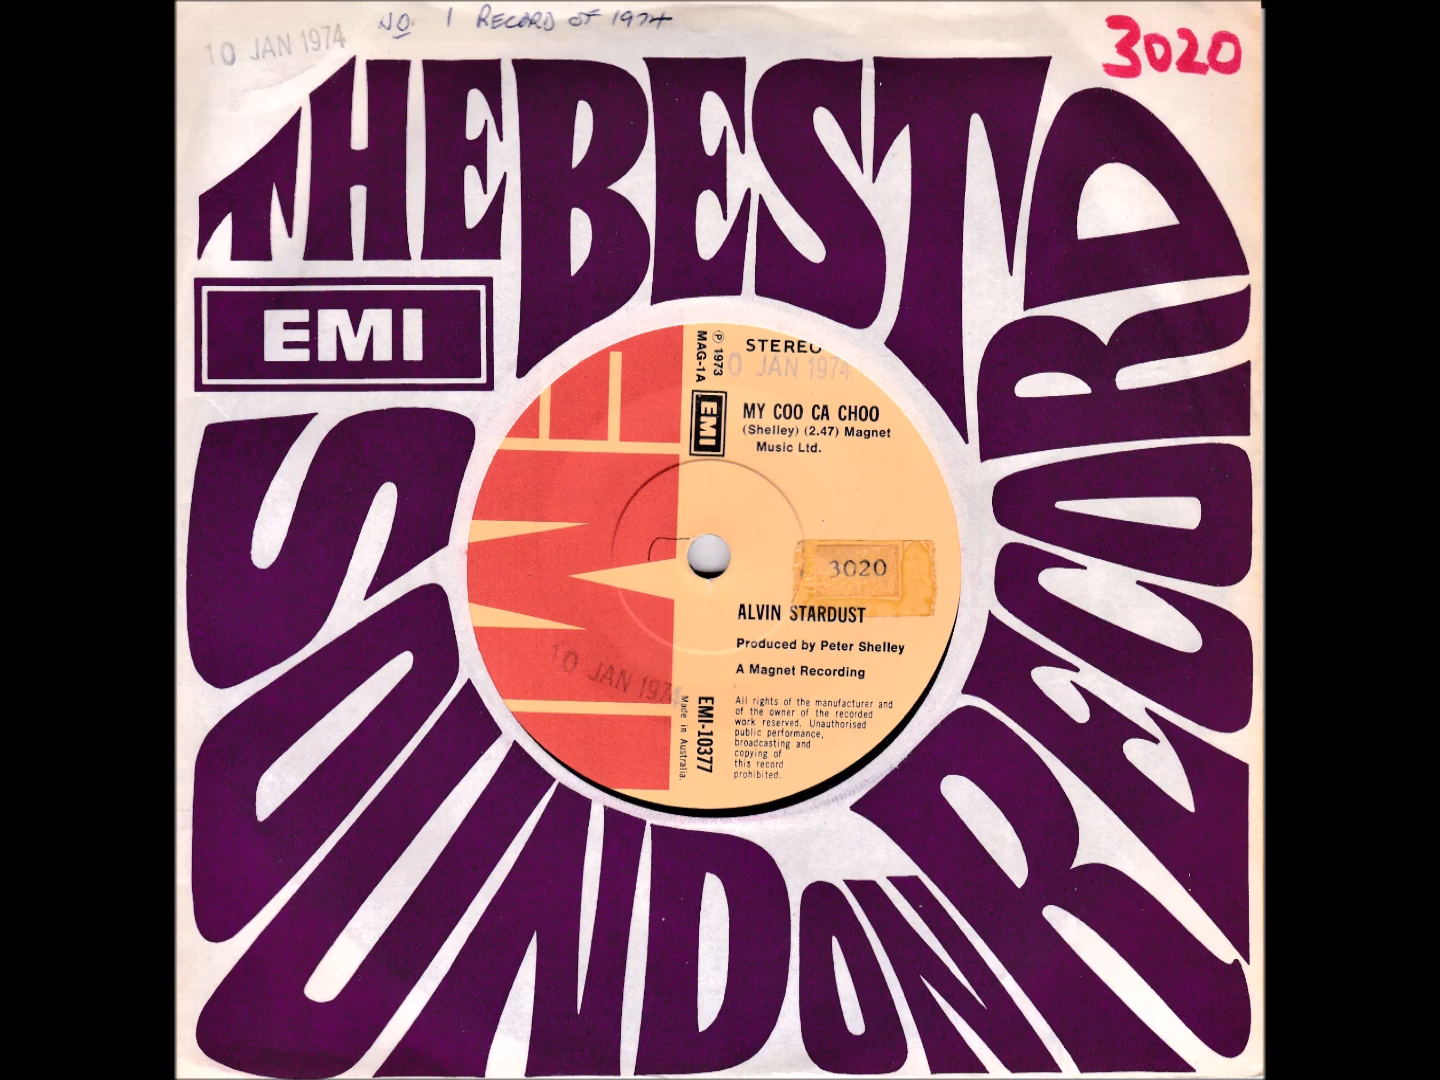 NO. 1 RECORD OF 1974
10 JAN 1974
3020
THE BEST
SOUND ON RECORD
EMI
℗ 1973
MAG-1A
STEREO
0 JAN 1974
EMI
MY COO CA CHOO
(Shelley) (2.47) Magnet
Music Ltd.
3020
ALVIN STARDUST
Produced by Peter Shelley
A Magnet Recording
10 JAN 1974
EMI
EMI-10377
Made in Australia.
All rights of the manufacturer and
of the owner of the recorded
work reserved. Unauthorised
public performance,
broadcasting and
copying of
this record
prohibited.